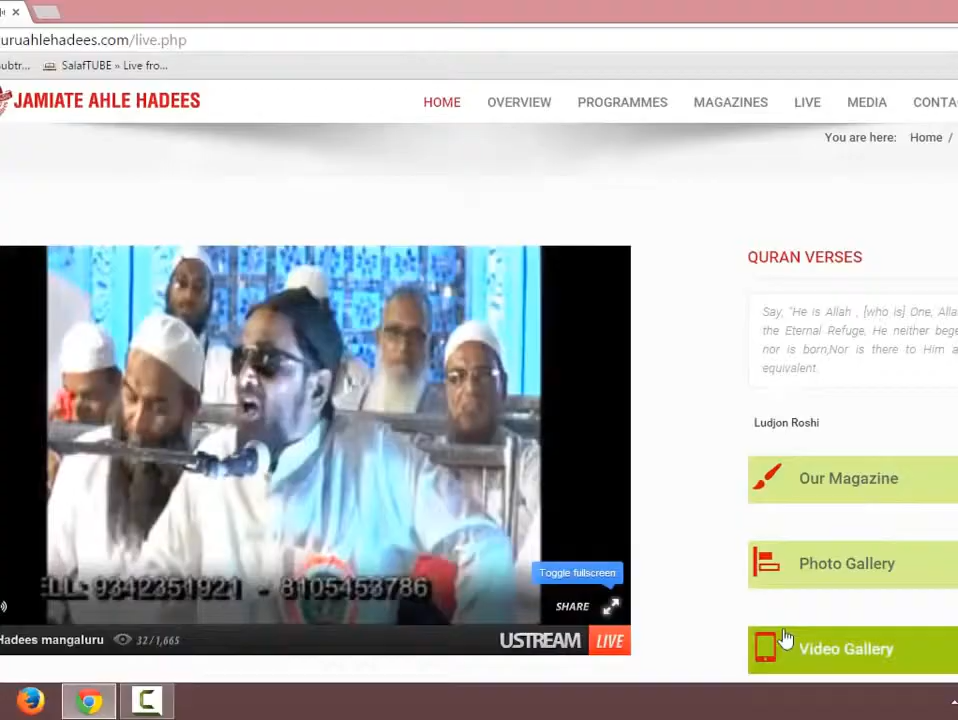 uruahlehadees.com/live.php
ubtr...
SalafTUBE » Live fro...
JAMIATE AHLE HADEES
HOME OVERVIEW PROGRAMMES MAGAZINES LIVE MEDIA CONTA
You are here: Home /
QURAN VERSES
Say, "He is Allah , [who is] One, Alla
the Eternal Refuge, He neither bege
nor is born,Nor is there to Him a
equivalent.
Ludjon Roshi
Our Magazine
Photo Gallery
Video Gallery
Toggle fullscreen
ELL: 9342351921 - 8105453786
SHARE
Hadees mangaluru 32/1,665 USTREAM LIVE